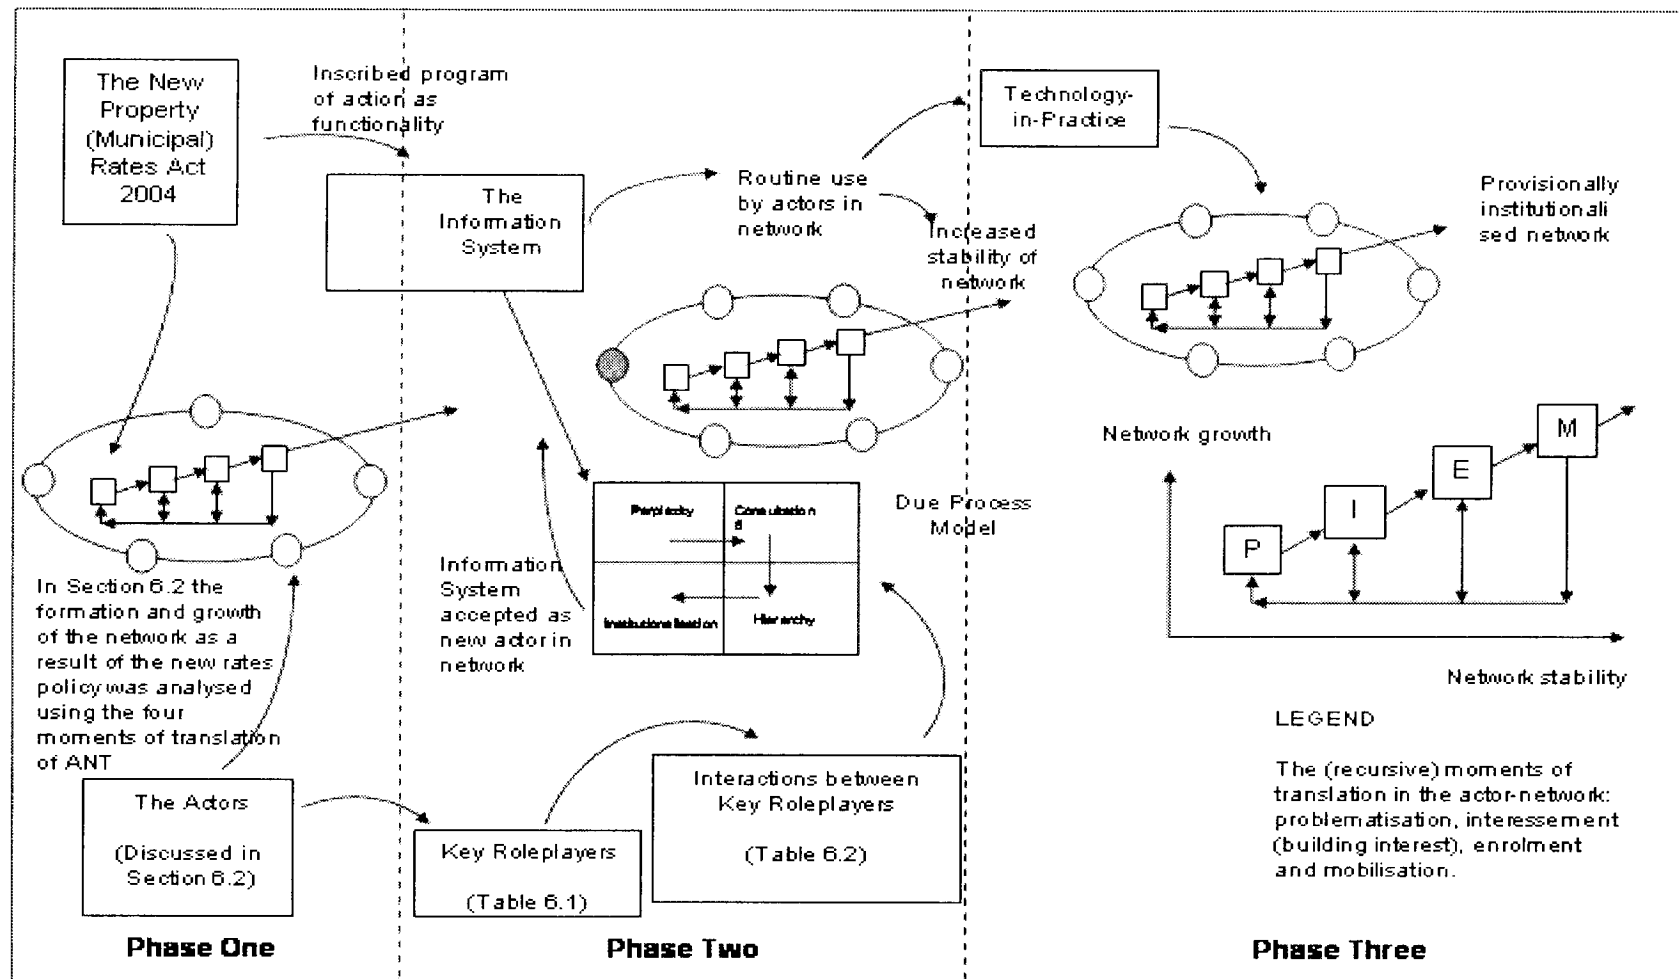 The New
Property
(Municipal)
Rates Act
2004
Inscribed program
of action as
functionality
The
Information
System
Routine use
by actors in
network
Increased
stability of
network
Technology-
in-Practice
Provisionally
institutionali
sed network
In Section 6.2 the
formation and growth
of the network as a
result of the new rates
policy was analysed
using the four
moments of translation
of ANT
The Actors
(Discussed in
Section 6.2)
Information
System
accepted as
new actor in
network
Perplexity
Consultation
Institutionalisation
Hierarchy
Due Process
Model
Key Roleplayers
(Table 6.1)
Interactions between
Key Roleplayers
(Table 6.2)
Network growth
P
I
E
M
Network stability
LEGEND
The (recursive) moments of
translation in the actor-network:
problematisation, interessement
(building interest), enrolment
and mobilisation.
Phase One
Phase Two
Phase Three